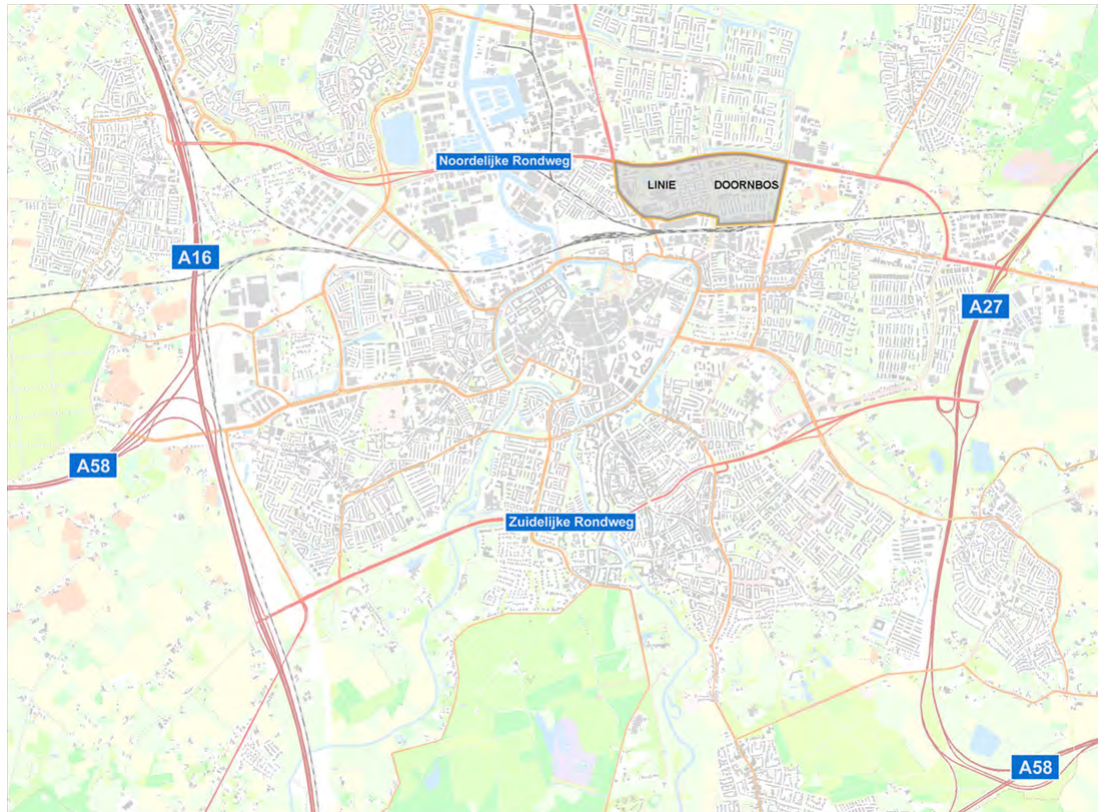 Noordelijke Rondweg
LINIE
DOORNBOS
A16
A27
A58
Zuidelijke Rondweg
A58